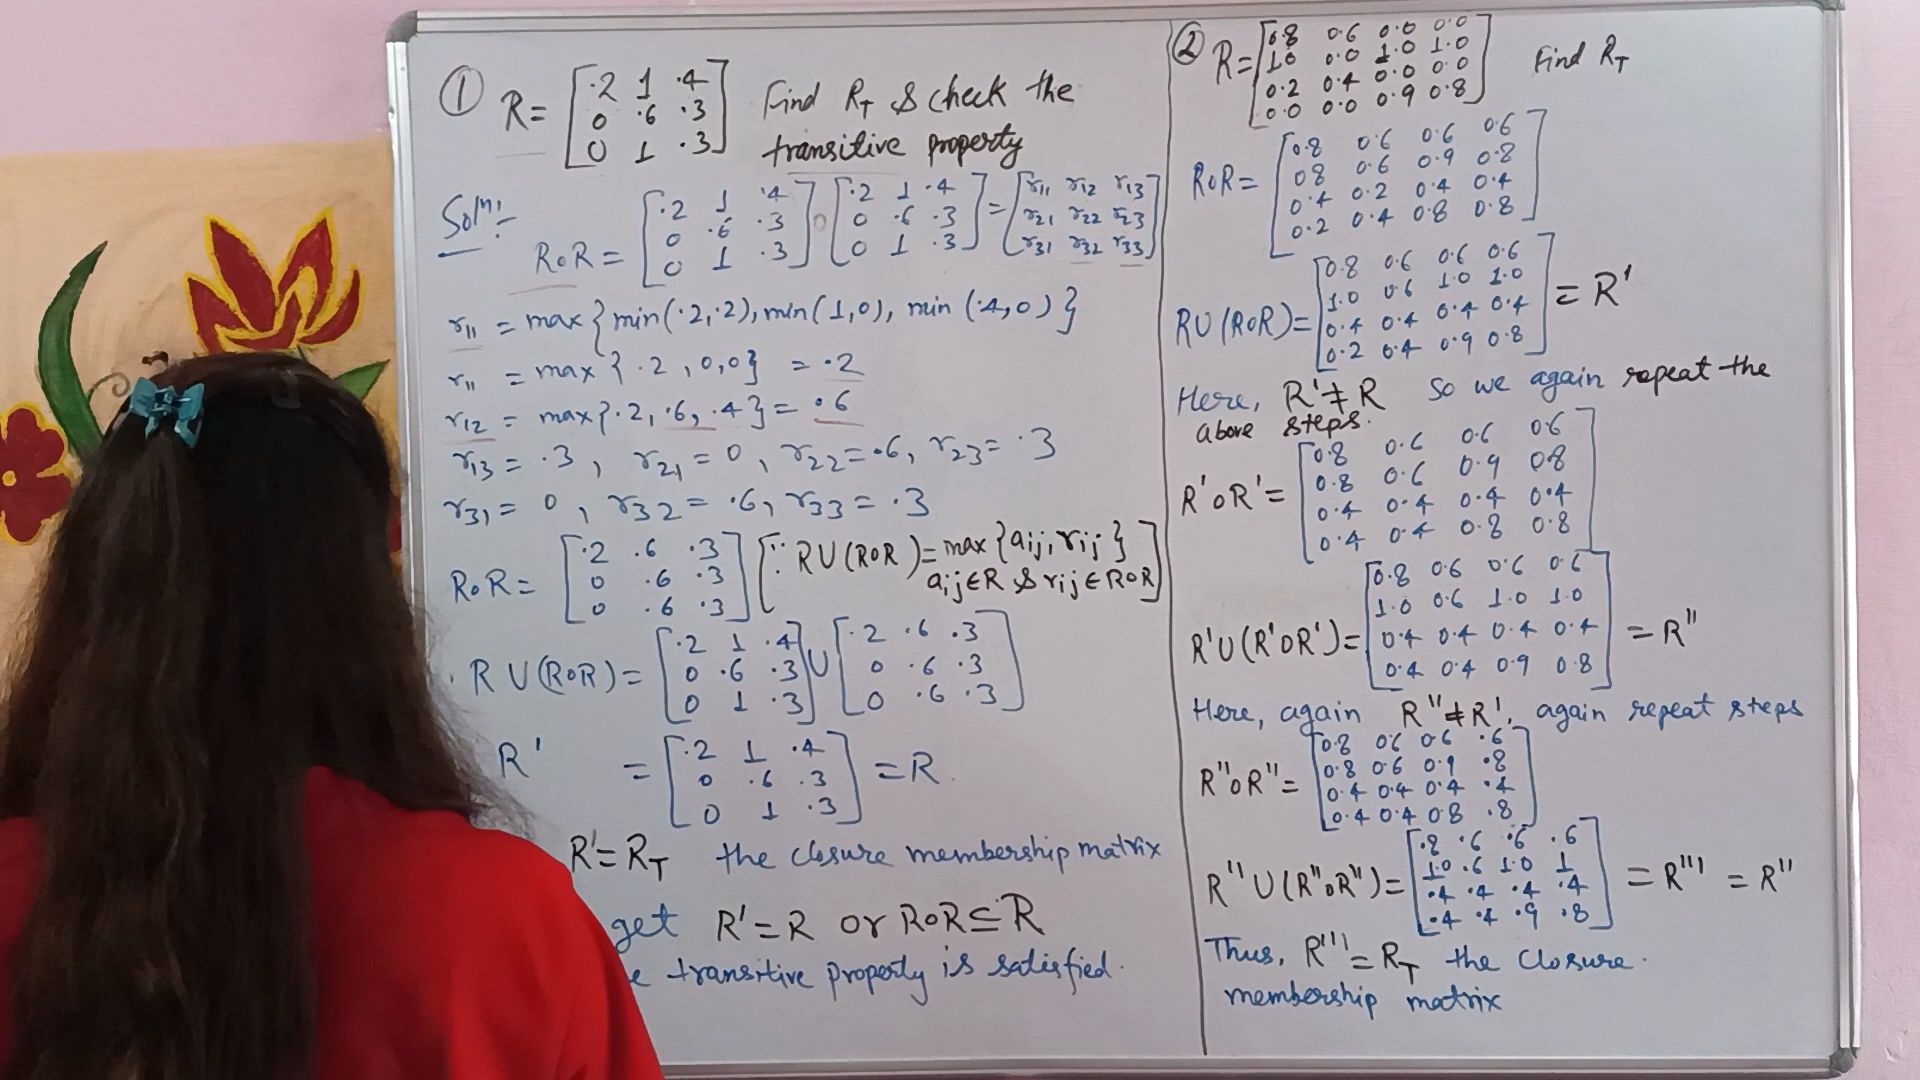 ① R= [.2 1 .4
0 .6 .3
0 1 .3] Find R_T & check the
transitive property
Solⁿ:-
RoR = [.2 1 .4
0 .6 .3
0 1 .3] o [.2 1 .4
0 .6 .3
0 1 .3] = [r11 r12 r13
r21 r22 r23
r31 r32 r33]
r11 = max{min(.2,.2), min(1,0), min(.4,0)}
r11 = max{.2,0,0} = .2
r12 = max{.2,.6,.4} = .6
r13 = .3, r21 = 0, r22 = .6, r23 = .3
r31 = 0, r32 = .6, r33 = .3
RoR = [.2 .6 .3
0 .6 .3
0 .6 .3] [∵ RU(RoR) = max{aij, rij}
aij∈R & rij∈RoR]
R U (RoR) = [.2 1 .4
0 .6 .3
0 1 .3] U [.2 .6 .3
0 .6 .3
0 .6 .3]
R' = [.2 1 .4
0 .6 .3
0 1 .3] = R.
R'=R_T the closure membership matrix
get R'=R or RoR⊆R
e transitive property is satisfied.
② R= [0.8 0.6 0.0 0.0
1.0 0.0 1.0 1.0
0.2 0.4 0.0 0.0
0.0 0.0 0.9 0.8] Find R_T
RoR = [0.8 0.6 0.6 0.6
0.8 0.6 0.9 0.8
0.4 0.2 0.4 0.4
0.2 0.4 0.8 0.8]
RU(RoR) = [0.8 0.6 0.6 0.6
1.0 0.6 1.0 1.0
0.4 0.4 0.4 0.4
0.2 0.4 0.9 0.8] = R'
Here, R'≠R So we again repeat the
above steps.
R'oR' = [0.8 0.6 0.6 0.6
0.8 0.6 0.9 0.8
0.4 0.4 0.4 0.4
0.4 0.4 0.8 0.8]
R'U(R'oR') = [0.8 0.6 0.6 0.6
1.0 0.6 1.0 1.0
0.4 0.4 0.4 0.4
0.4 0.4 0.9 0.8] = R''
Here, again R''≠R', again repeat steps
R''oR'' = [0.8 0.6 0.6 .6
0.8 0.6 0.9 .8
0.4 0.4 0.4 .4
0.4 0.4 0.8 .8]
R''U(R''oR'') = [.8 .6 .6 .6
1.0 .6 1.0 1
.4 .4 .4 .4
.4 .4 .9 .8] = R''' = R''
Thus, R'''=R_T the closure.
membership matrix